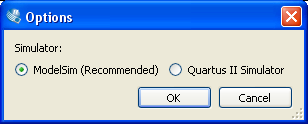 Options
Simulator:
ModelSim (Recommended) Quartus II Simulator
OK Cancel